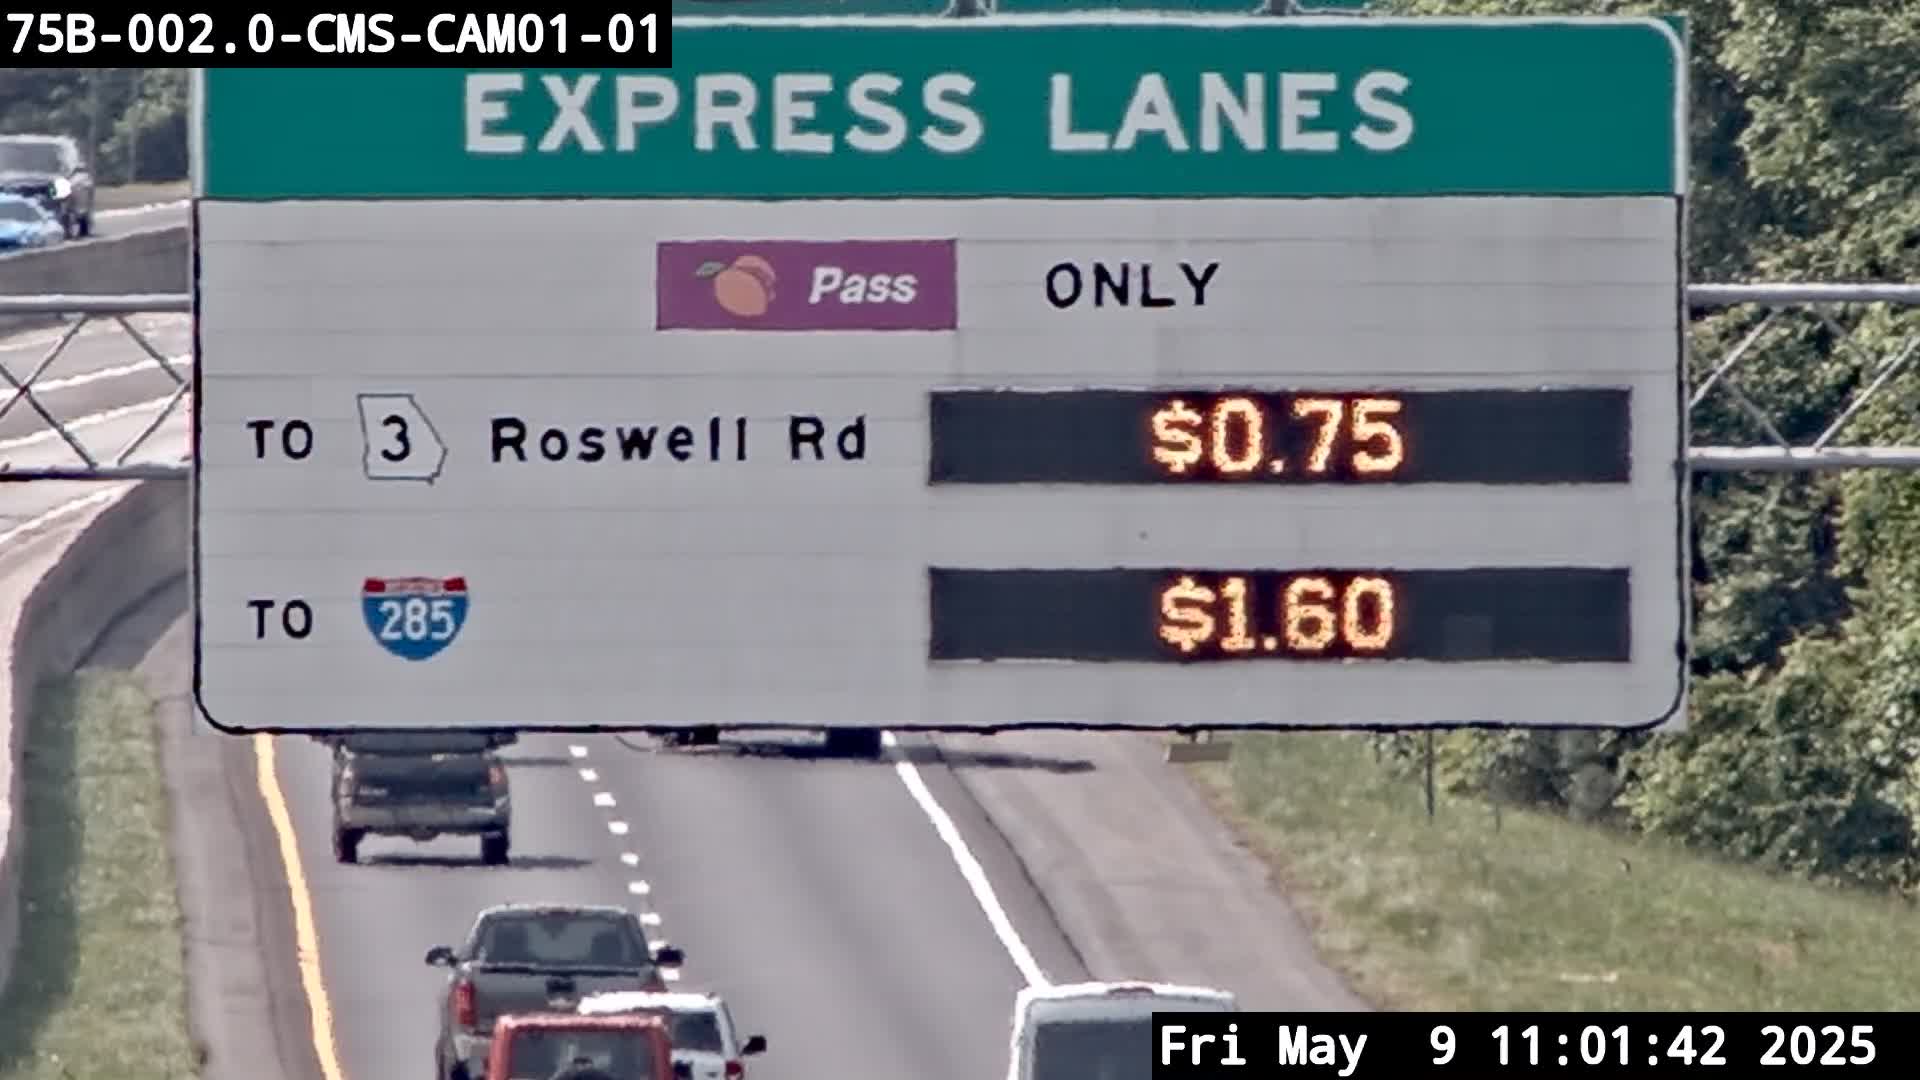 75B-002.0-CMS-CAM01-01
EXPRESS LANES
Pass ONLY
TO 3 Roswell Rd $0.75
TO 285 $1.60
Fri May 9 11:01:42 2025